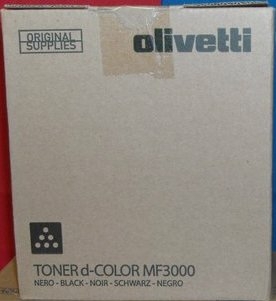 ORIGINAL
SUPPLIES
olivetti
TONER d-COLOR MF3000
NERO - BLACK - NOIR - SCHWARZ - NEGRO